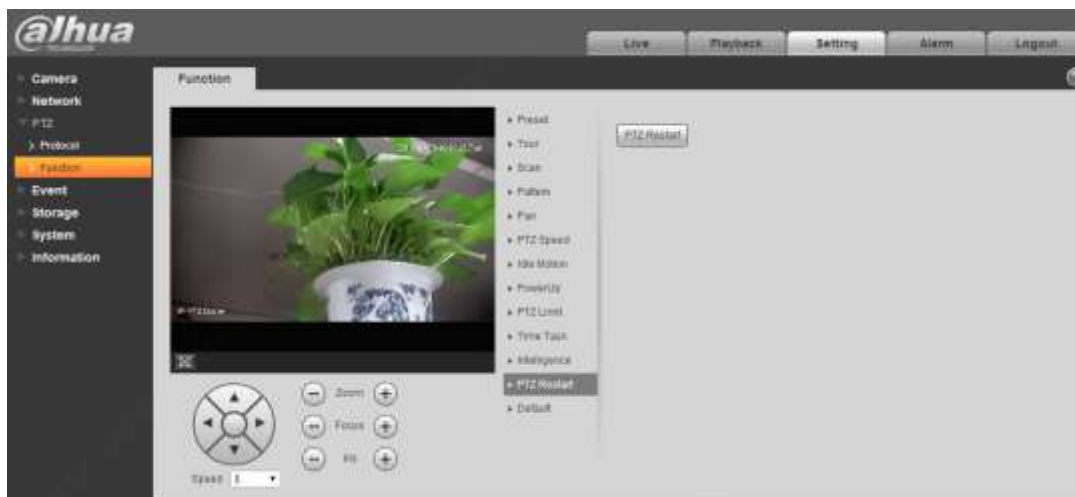 alhua
TECHNOLOGY
Live
Playback
Setting
Alarm
Logout
Camera
Network
PTZ
Protocol
Function
Event
Storage
System
Information
Function
Preset
Tour
Scan
Pattern
Pan
PTZ Speed
Idle Motion
PowerUp
PTZ Limit
Time Task
Intelligence
PTZ Restart
Default
PTZ Restart
Zoom
Focus
Iris
Speed